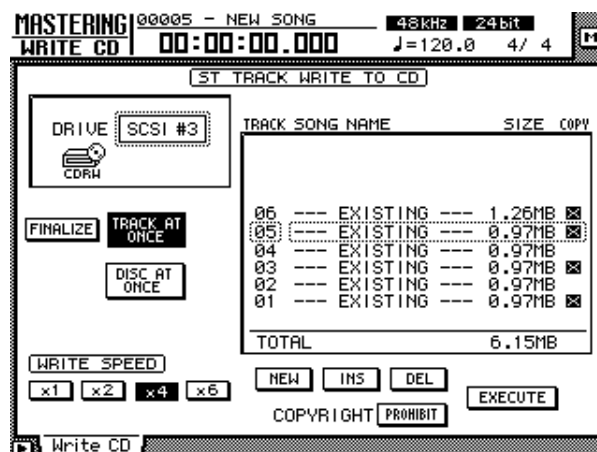 MASTERING 00005 - NEW SONG 48kHz 24bit
WRITE CD 00:00:00.000 ♩=120.0 4/ 4
ST TRACK WRITE TO CD
DRIVE SCSI #3
CDRW
TRACK SONG NAME SIZE COPY
06 --- EXISTING --- 1.26MB
05 --- EXISTING --- 0.97MB
04 --- EXISTING --- 0.97MB
03 --- EXISTING --- 0.97MB
02 --- EXISTING --- 0.97MB
01 --- EXISTING --- 0.97MB
TOTAL 6.15MB
FINALIZE TRACK AT ONCE
DISC AT ONCE
WRITE SPEED
x1 x2 x4 x6
NEW INS DEL
EXECUTE
COPYRIGHT PROHIBIT
Write CD